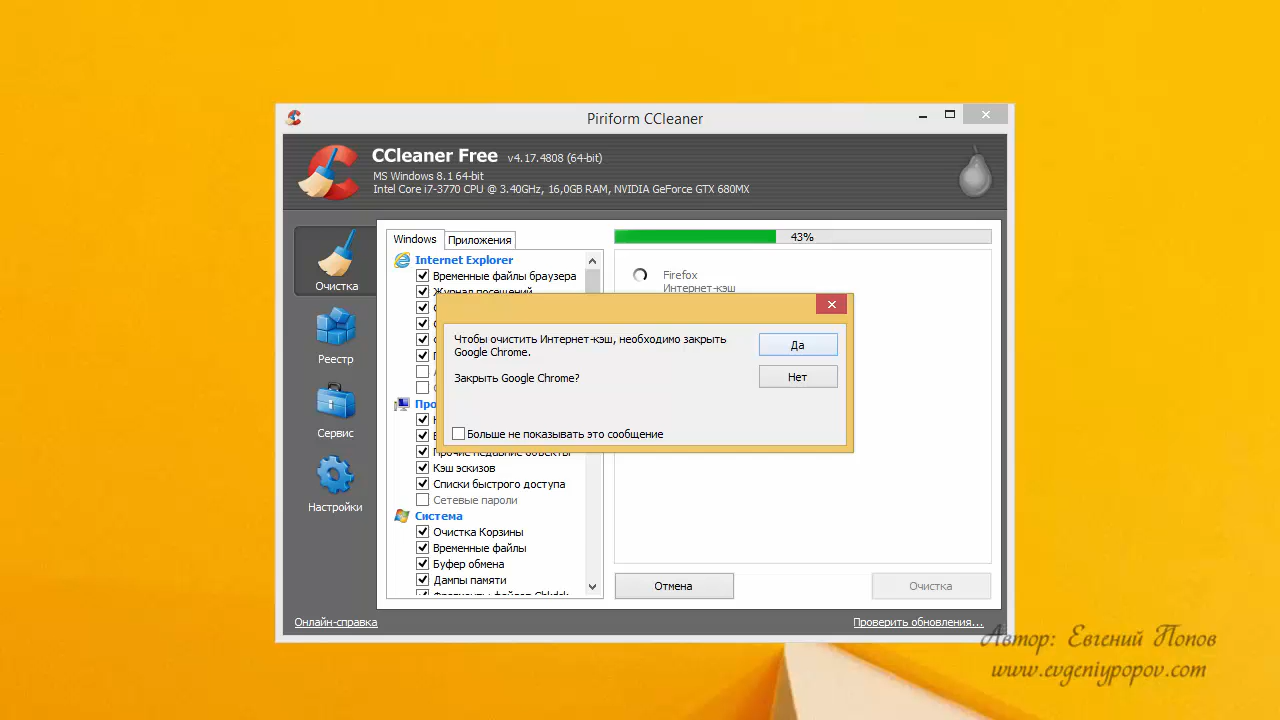 Piriform CCleaner
CCleaner Free v4.17.4808 (64-bit)
MS Windows 8.1 64-bit
Intel Core i7-3770 CPU @ 3.40GHz, 16,0GB RAM, NVIDIA GeForce GTX 680MX
Очистка
Реестр
Сервис
Настройки
Windows
Приложения
Internet Explorer
Временные файлы браузера
Журнал посещений
Кэш эскизов
Списки быстрого доступа
Сетевые пароли
Система
Очистка Корзины
Временные файлы
Буфер обмена
Дампы памяти
43%
Firefox
Интернет-кэш
Чтобы очистить Интернет-кэш, необходимо закрыть
Google Chrome.
Закрыть Google Chrome?
Да
Нет
Больше не показывать это сообщение
Отмена
Очистка
Онлайн-справка
Проверить обновления...
Автор: Евгений Попов
www.evgeniypopov.com